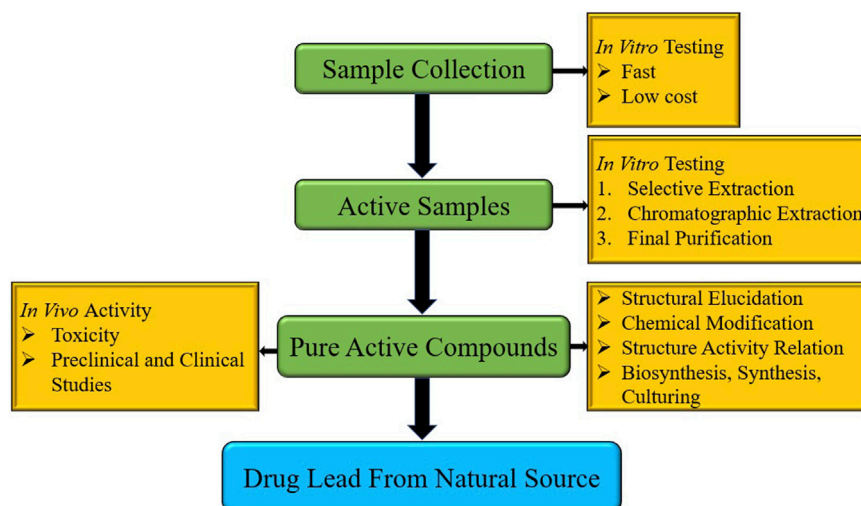 Sample Collection
In Vitro Testing
➢ Fast
➢ Low cost
Active Samples
In Vitro Testing
1. Selective Extraction
2. Chromatographic Extraction
3. Final Purification
In Vivo Activity
➢ Toxicity
➢ Preclinical and Clinical
Studies
Pure Active Compounds
➢ Structural Elucidation
➢ Chemical Modification
➢ Structure Activity Relation
➢ Biosynthesis, Synthesis,
Culturing
Drug Lead From Natural Source